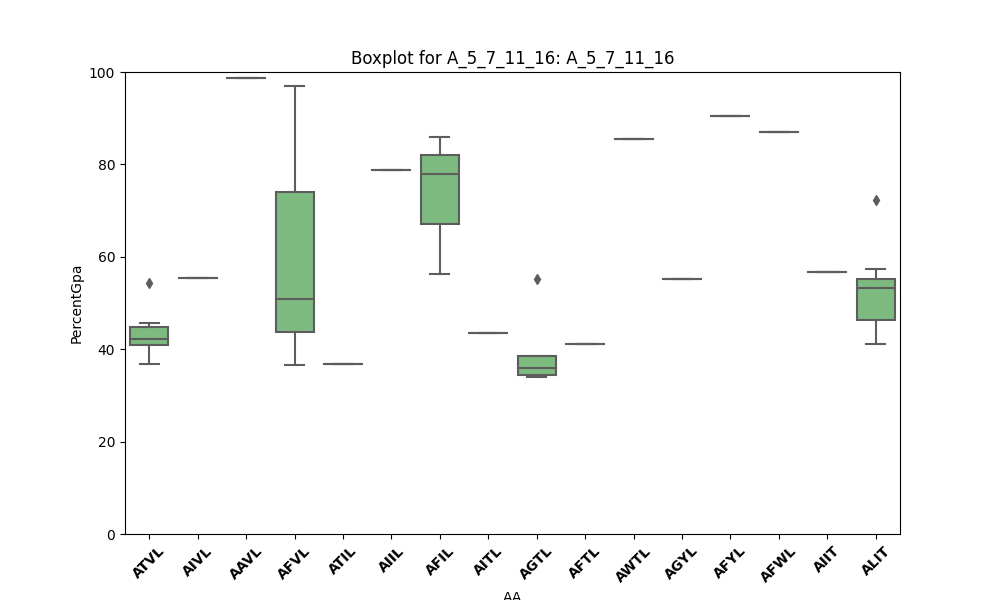 Boxplot for A_5_7_11_16: A_5_7_11_16
PercentGpa
100
80
60
40
20
0
ATVL
AIVL
AAVL
AFVL
ATIL
AIIL
AFIL
AITL
AGTL
AFTL
AWTL
AGYL
AFYL
AFWL
AIIT
ALIT
AA